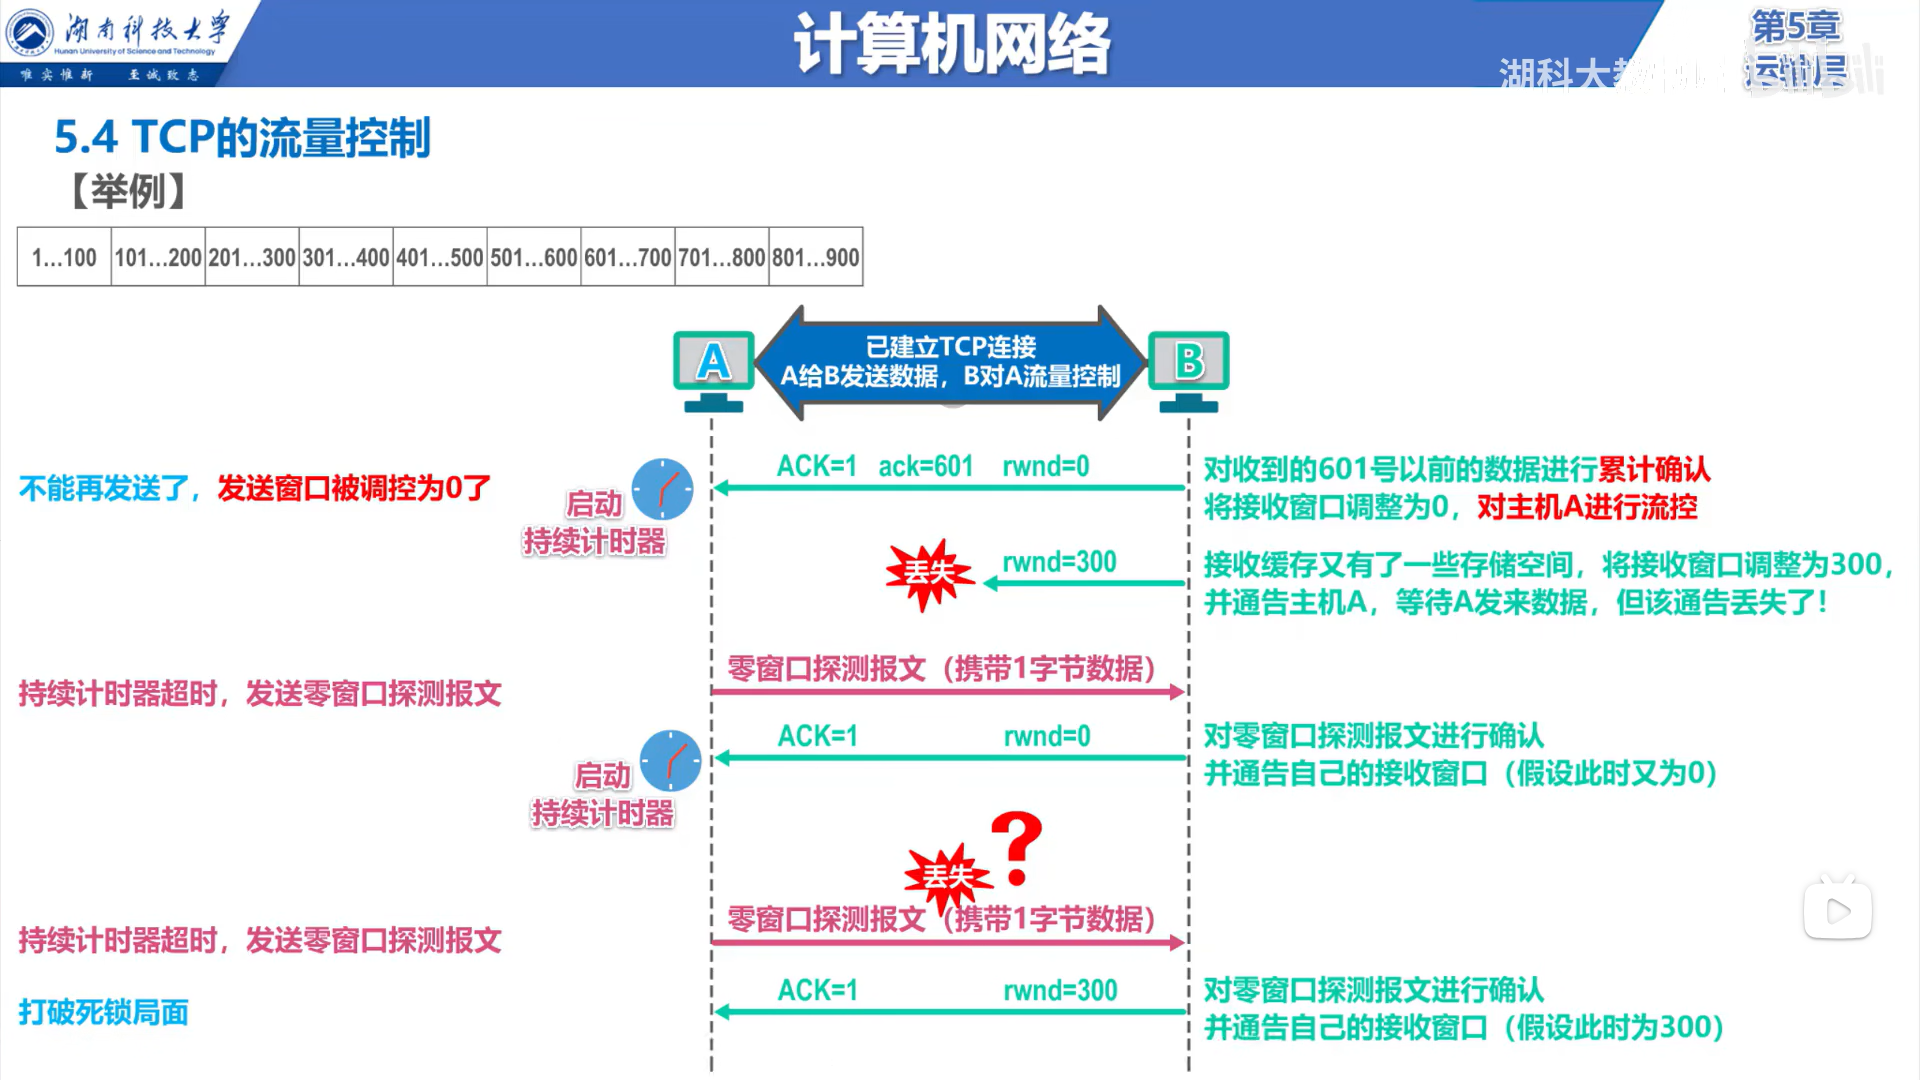 湖南科技大学
Hunan University of Science and Technology
唯实惟新 至诚致志
计算机网络
第5章
运输层
湖科大教书匠
bilibili
5.4 TCP的流量控制
【举例】
1…100 101…200 201…300 301…400 401…500 501…600 601…700 701…800 801…900
A
已建立TCP连接
A给B发送数据，B对A流量控制
B
不能再发送了，发送窗口被调控为0了
启动
持续计时器
ACK=1 ack=601 rwnd=0
对收到的601号以前的数据进行累计确认
将接收窗口调整为0，对主机A进行流控
丢失
rwnd=300
接收缓存又有了一些存储空间，将接收窗口调整为300，
并通告主机A，等待A发来数据，但该通告丢失了！
持续计时器超时，发送零窗口探测报文
零窗口探测报文（携带1字节数据）
启动
持续计时器
ACK=1 rwnd=0
对零窗口探测报文进行确认
并通告自己的接收窗口（假设此时又为0）
丢失
?
持续计时器超时，发送零窗口探测报文
零窗口探测报文（携带1字节数据）
打破死锁局面
ACK=1 rwnd=300
对零窗口探测报文进行确认
并通告自己的接收窗口（假设此时为300）